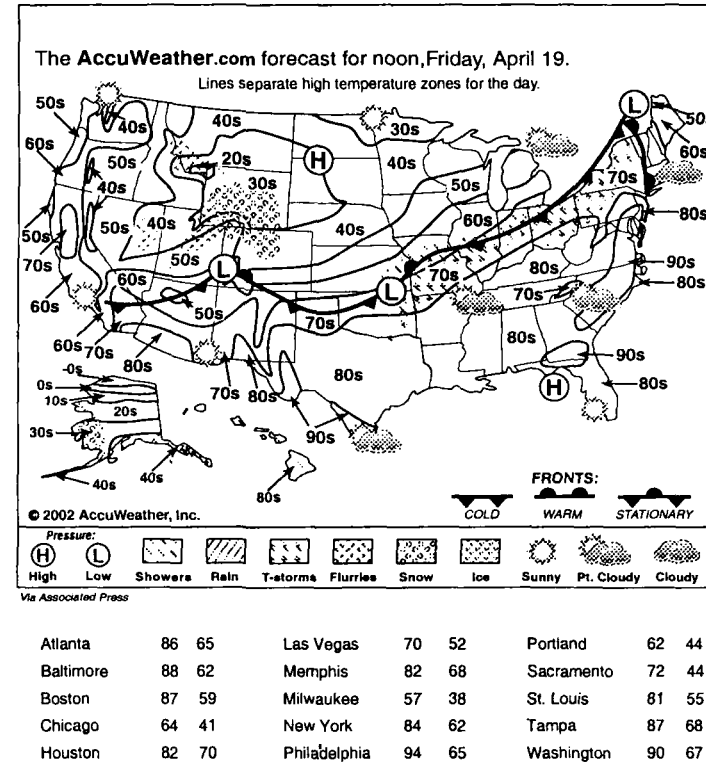 The AccuWeather.com forecast for noon, Friday, April 19.
Lines separate high temperature zones for the day.
50s
40s
40s
30s
L
50s
60s
50s
40s
20s
H
40s
50s
60s
70s
30s
50s
40s
60s
80s
50s
70s
50s
L
40s
70s
80s
90s
80s
60s
60s
50s
L
70s
60s
70s
80s
70s
80s
70s
80s
80s
90s
90s
H
80s
-0s
0s
10s
20s
30s
40s
40s
80s
FRONTS:
COLD WARM STATIONARY
© 2002 AccuWeather, Inc.
Pressure:
H L
High Low Showers Rain T-storms Flurries Snow Ice Sunny Pt. Cloudy Cloudy
Via Associated Press
Atlanta 86 65 Las Vegas 70 52 Portland 62 44
Baltimore 88 62 Memphis 82 68 Sacramento 72 44
Boston 87 59 Milwaukee 57 38 St. Louis 81 55
Chicago 64 41 New York 84 62 Tampa 87 68
Houston 82 70 Philadelphia 94 65 Washington 90 67